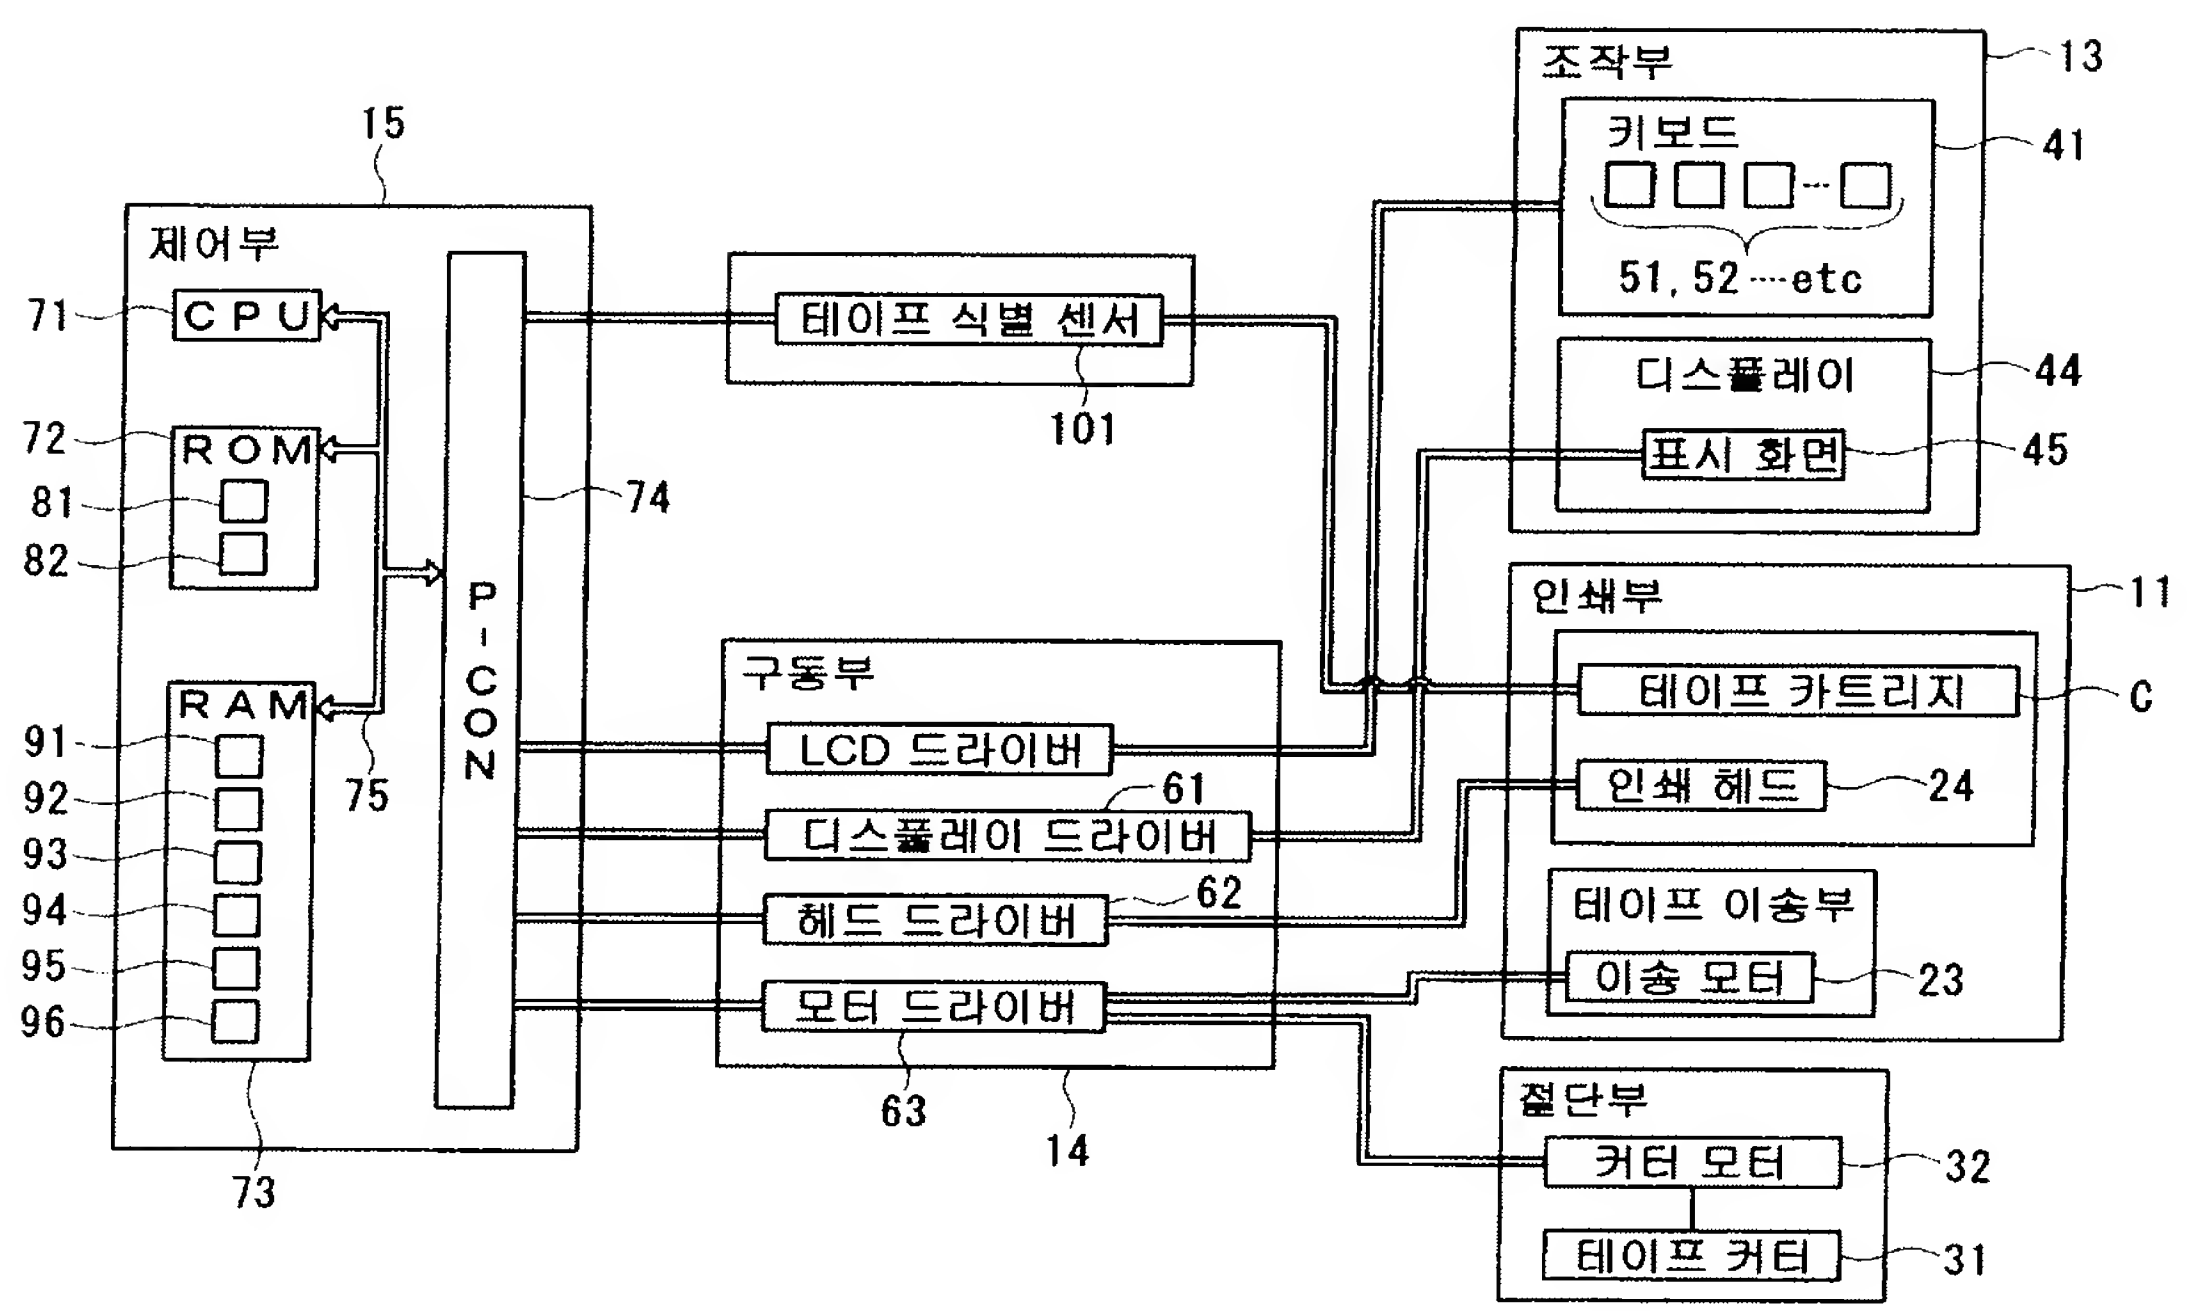 15
제어부
71
CPU
72
ROM
81
82
RAM
91
92
93
94
95
96
73
75
P-CON
74
테이프 식별 센서
101
구동부
LCD 드라이버
61
디스플레이 드라이버
62
헤드 드라이버
모터 드라이버
63
14
조작부
13
키보드
41
...
51, 52 ····etc
디스플레이
44
표시 화면
45
인쇄부
11
테이프 카트리지
C
인쇄 헤드
24
테이프 이송부
이송 모터
23
절단부
커터 모터
32
테이프 커터
31